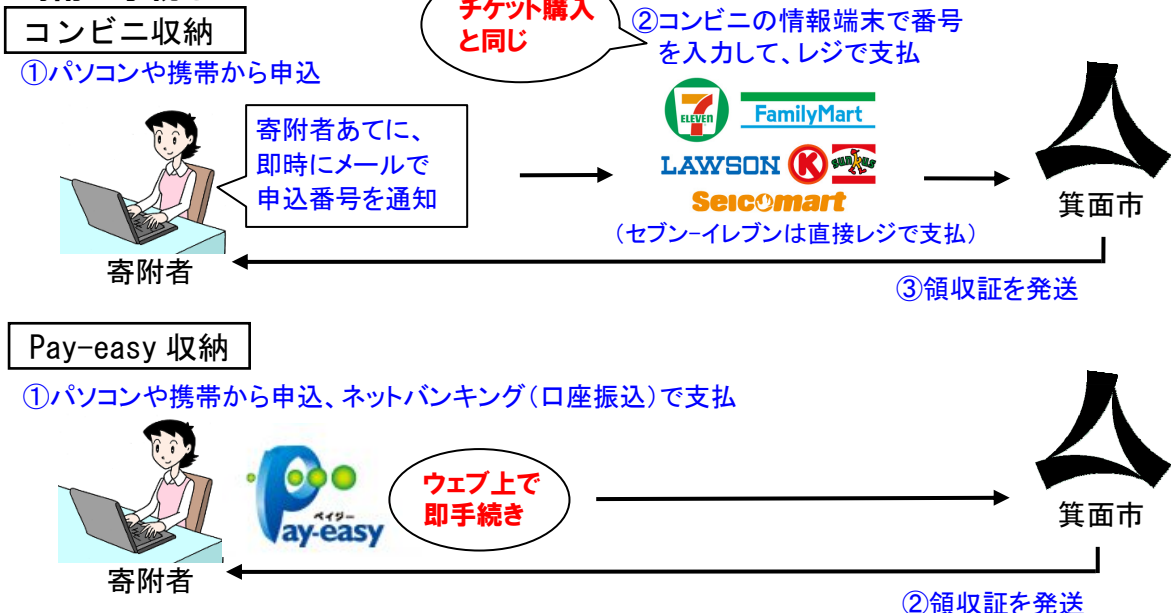 コンビニ収納
チケット購入
と同じ
②コンビニの情報端末で番号
を入力して、レジで支払
①パソコンや携帯から申込
寄附者あてに、
即時にメールで
申込番号を通知
7
ELEVEN
FamilyMart
LAWSON
K
sunkus
Seicomart
(セブン-イレブンは直接レジで支払)
箕面市
寄附者
③領収証を発送
Pay-easy 収納
①パソコンや携帯から申込、ネットバンキング(口座振込)で支払
ペイジー
Pay-easy
ウェブ上で
即手続き
箕面市
寄附者
②領収証を発送